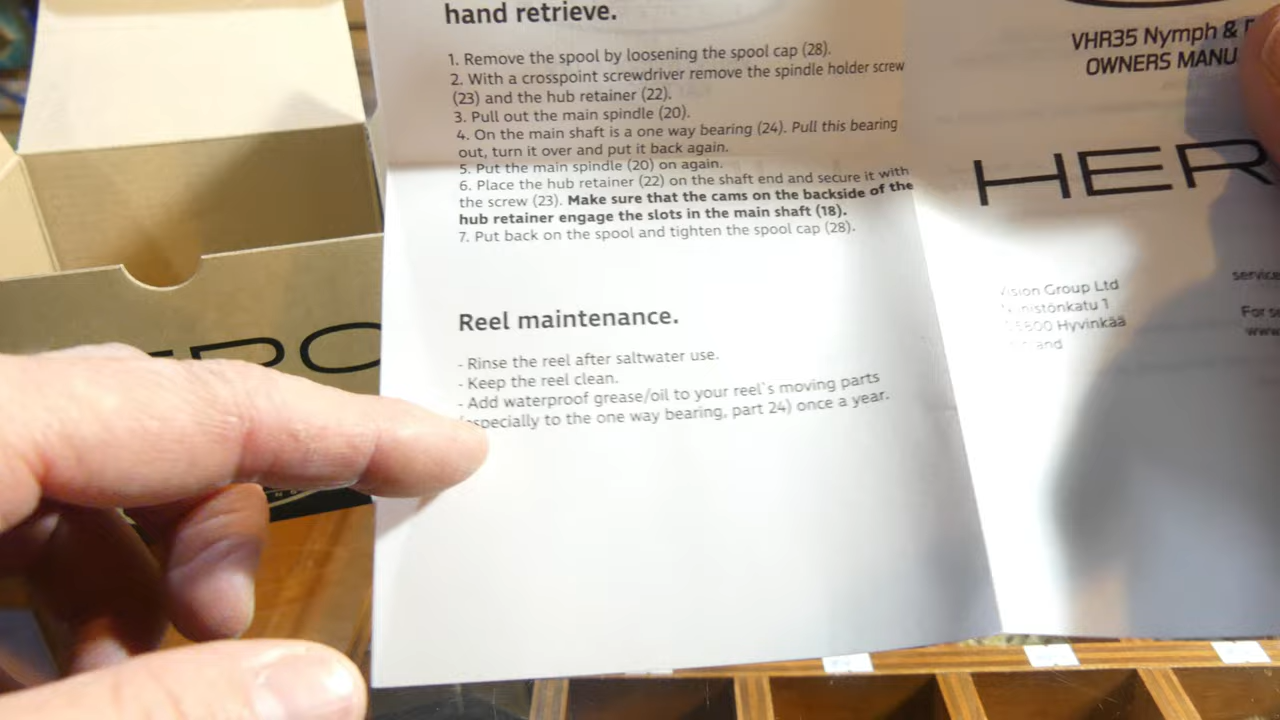 hand retrieve.
1. Remove the spool by loosening the spool cap (28).
2. With a crosspoint screwdriver remove the spindle holder screw
(23) and the hub retainer (22).
3. Pull out the main spindle (20).
4. On the main shaft is a one way bearing (24). Pull this bearing
out, turn it over and put it back again.
5. Put the main spindle (20) on again.
6. Place the hub retainer (22) on the shaft end and secure it with
the screw (23). Make sure that the cams on the backside of the
hub retainer engage the slots in the main shaft (18).
7. Put back on the spool and tighten the spool cap (28).
Reel maintenance.
- Rinse the reel after saltwater use.
- Keep the reel clean.
- Add waterproof grease/oil to your reel`s moving parts
(especially to the one way bearing, part 24) once a year.
VHR35 Nymph &
OWNERS MANU
HER
Vision Group Ltd
1
Hyvinkää
For
www.